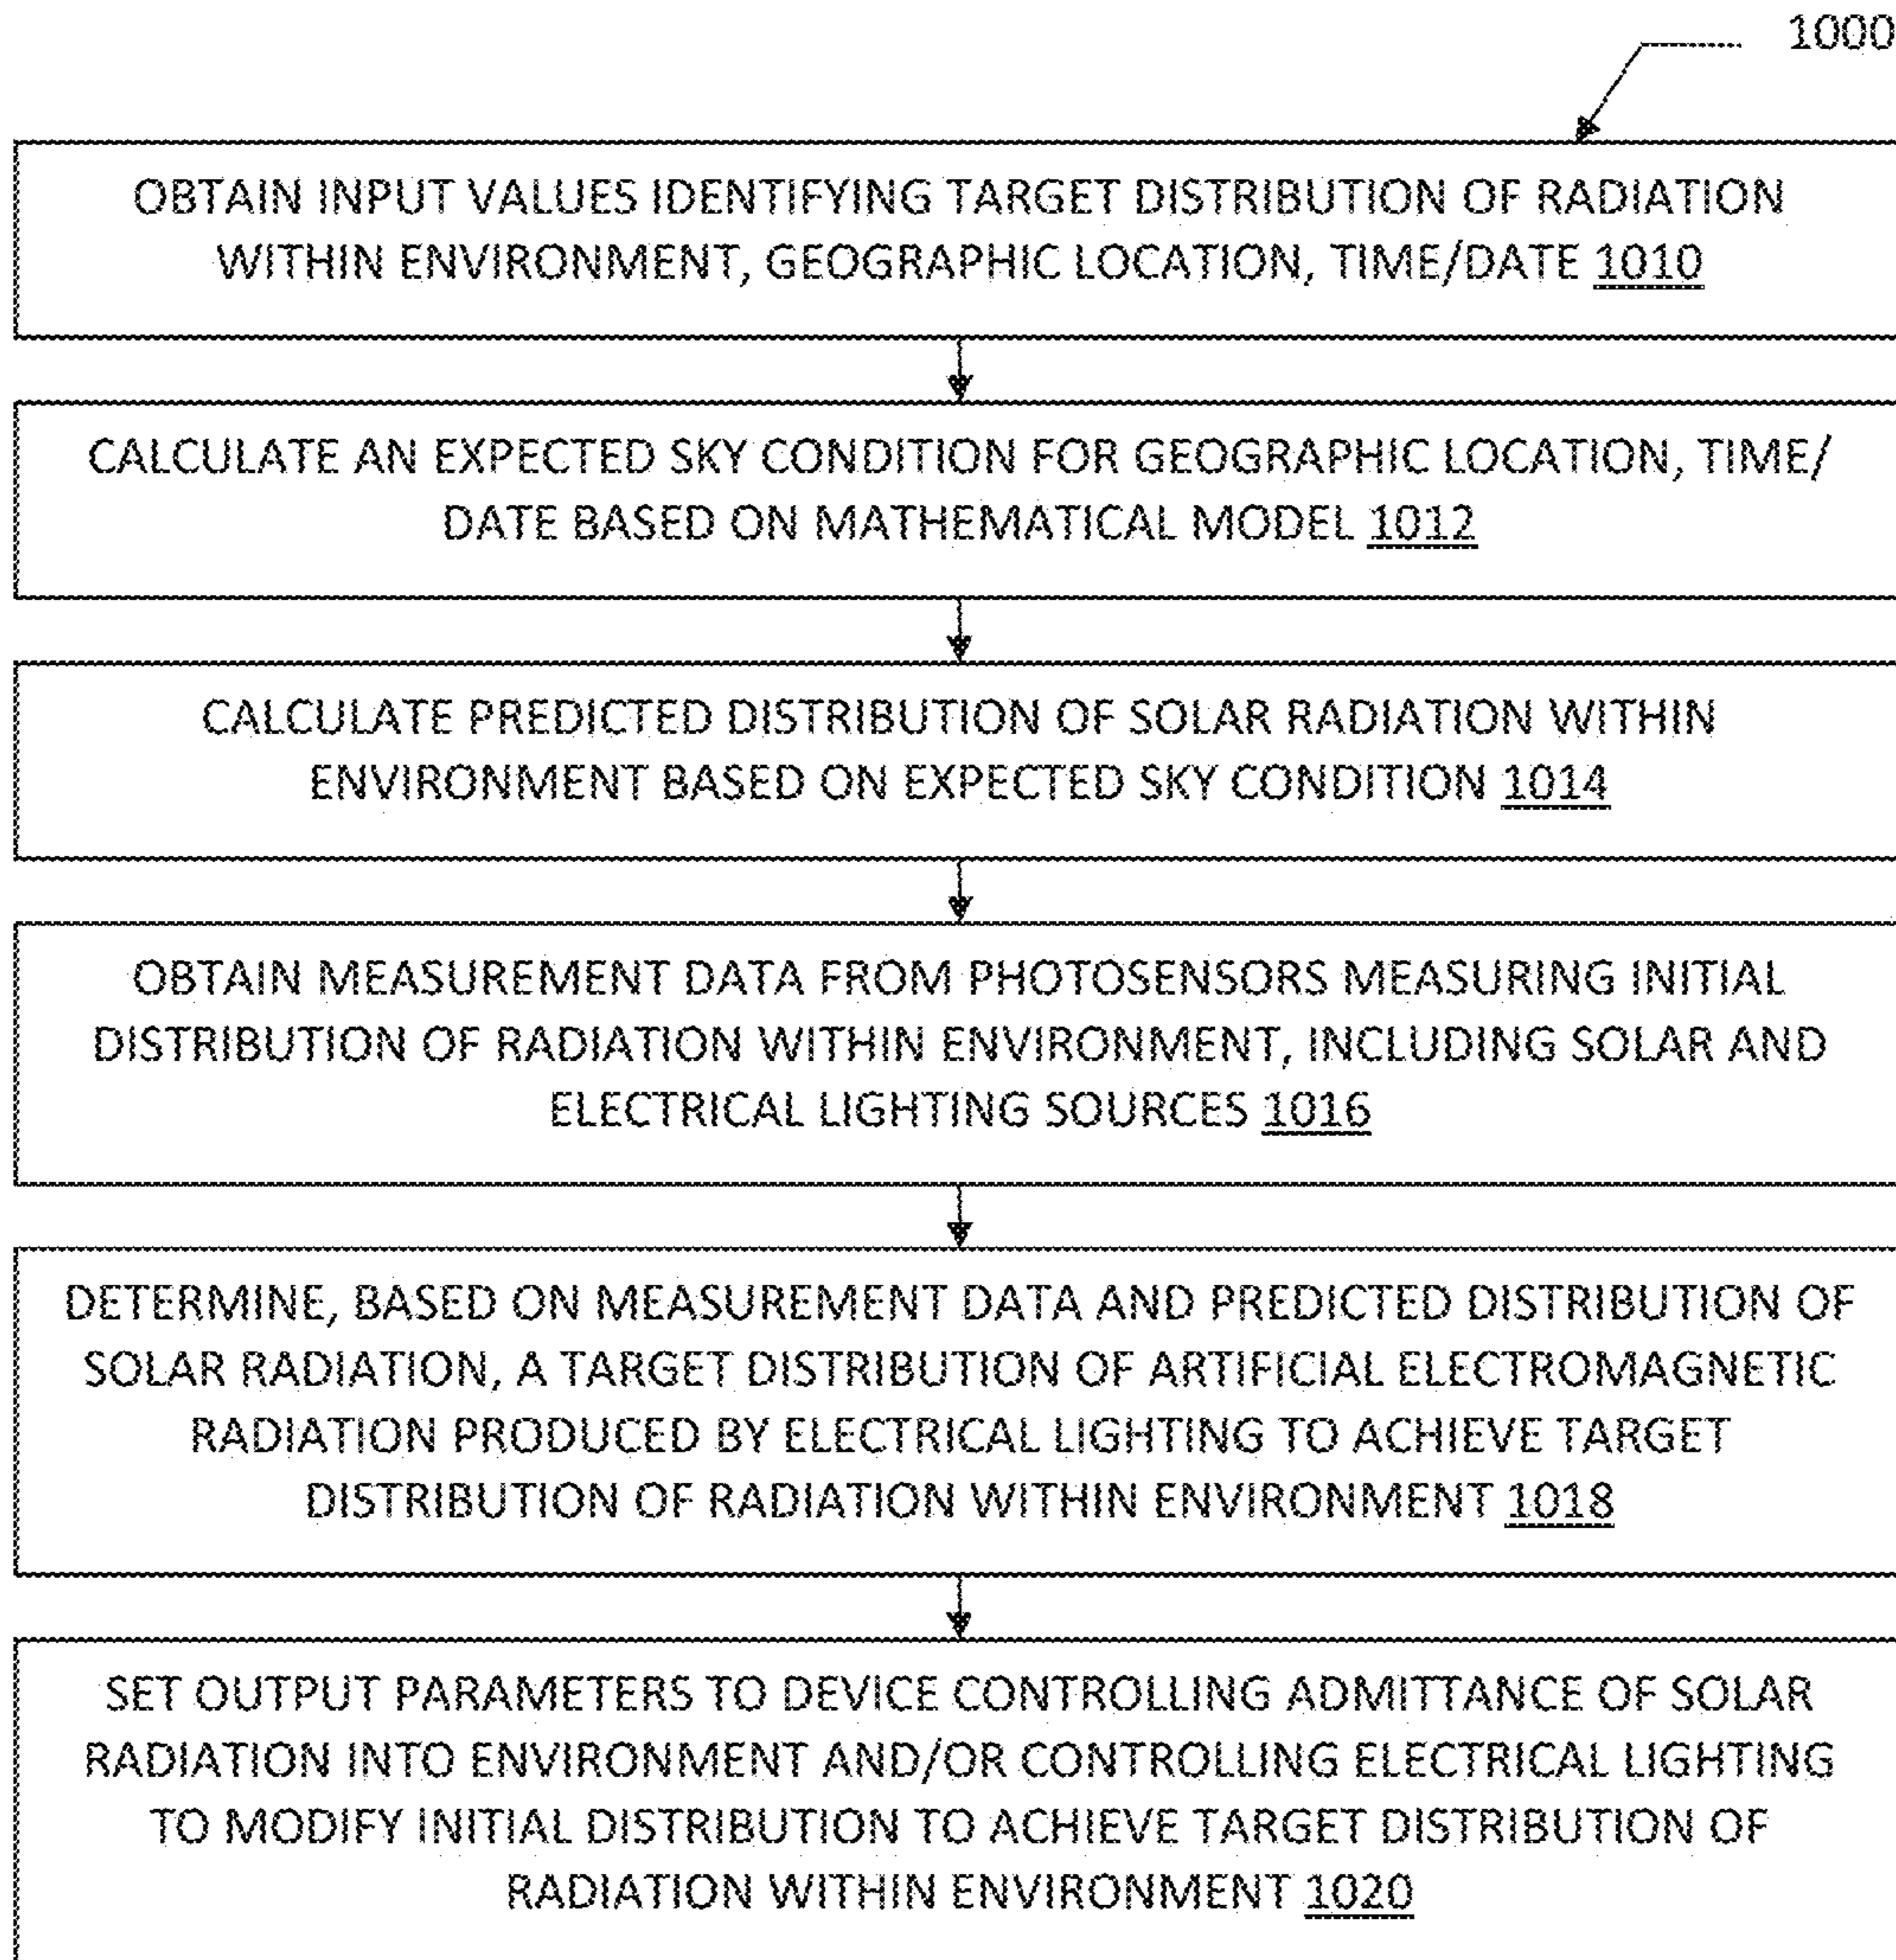 1000
OBTAIN INPUT VALUES IDENTIFYING TARGET DISTRIBUTION OF RADIATION
WITHIN ENVIRONMENT, GEOGRAPHIC LOCATION, TIME/DATE 1010
CALCULATE AN EXPECTED SKY CONDITION FOR GEOGRAPHIC LOCATION, TIME/
DATE BASED ON MATHEMATICAL MODEL 1012
CALCULATE PREDICTED DISTRIBUTION OF SOLAR RADIATION WITHIN
ENVIRONMENT BASED ON EXPECTED SKY CONDITION 1014
OBTAIN MEASUREMENT DATA FROM PHOTOSENSORS MEASURING INITIAL
DISTRIBUTION OF RADIATION WITHIN ENVIRONMENT, INCLUDING SOLAR AND
ELECTRICAL LIGHTING SOURCES 1016
DETERMINE, BASED ON MEASUREMENT DATA AND PREDICTED DISTRIBUTION OF
SOLAR RADIATION, A TARGET DISTRIBUTION OF ARTIFICIAL ELECTROMAGNETIC
RADIATION PRODUCED BY ELECTRICAL LIGHTING TO ACHIEVE TARGET
DISTRIBUTION OF RADIATION WITHIN ENVIRONMENT 1018
SET OUTPUT PARAMETERS TO DEVICE CONTROLLING ADMITTANCE OF SOLAR
RADIATION INTO ENVIRONMENT AND/OR CONTROLLING ELECTRICAL LIGHTING
TO MODIFY INITIAL DISTRIBUTION TO ACHIEVE TARGET DISTRIBUTION OF
RADIATION WITHIN ENVIRONMENT 1020